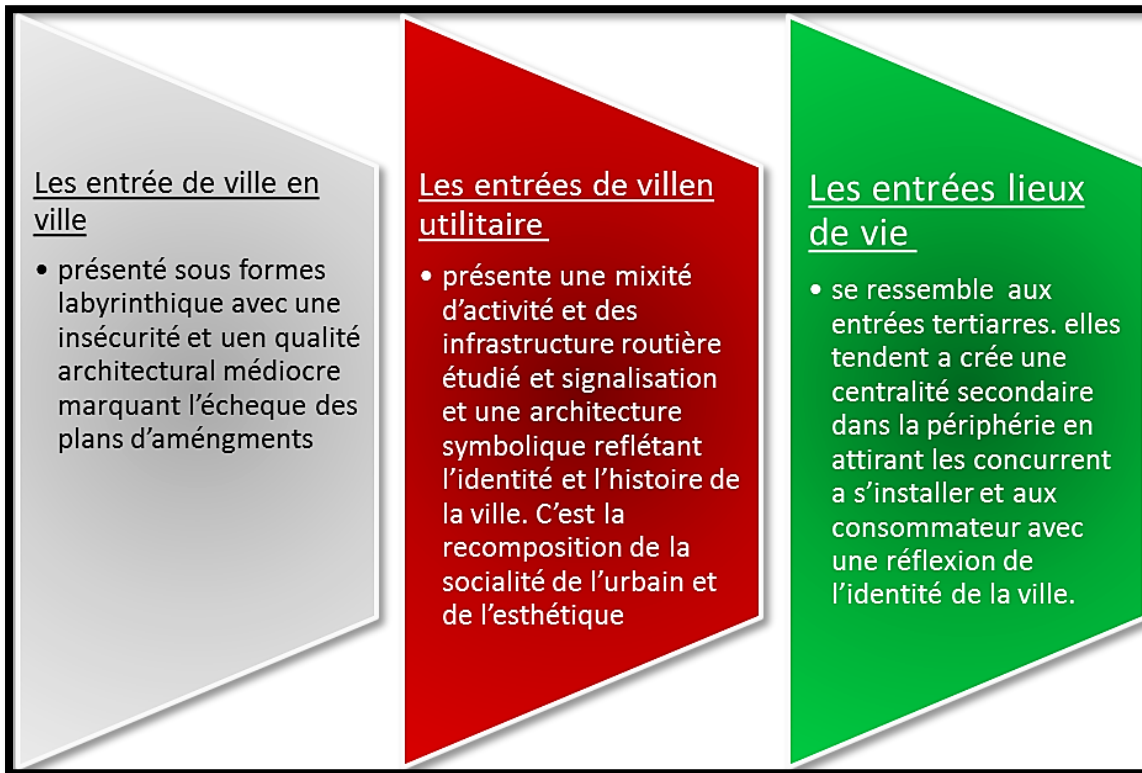 Les entrée de ville en
ville
• présenté sous formes
labyrinthique avec une
insécurité et uen qualité
architectural médiocre
marquant l'écheque des
plans d'améngments
Les entrées de villen
utilitaire
• présente une mixité
d'activité et des
infrastructure routière
étudié et signalisation
et une architecture
symbolique reflétant
l'identité et l'histoire de
la ville. C'est la
recomposition de la
socialité de l'urbain et
de l'esthétique
Les entrées lieux
de vie
• se ressemble aux
entrées tertiarres. elles
tendent a crée une
centralité secondaire
dans la périphérie en
attirant les concurrent
a s'installer et aux
consommateur avec
une réflexion de
l'identité de la ville.